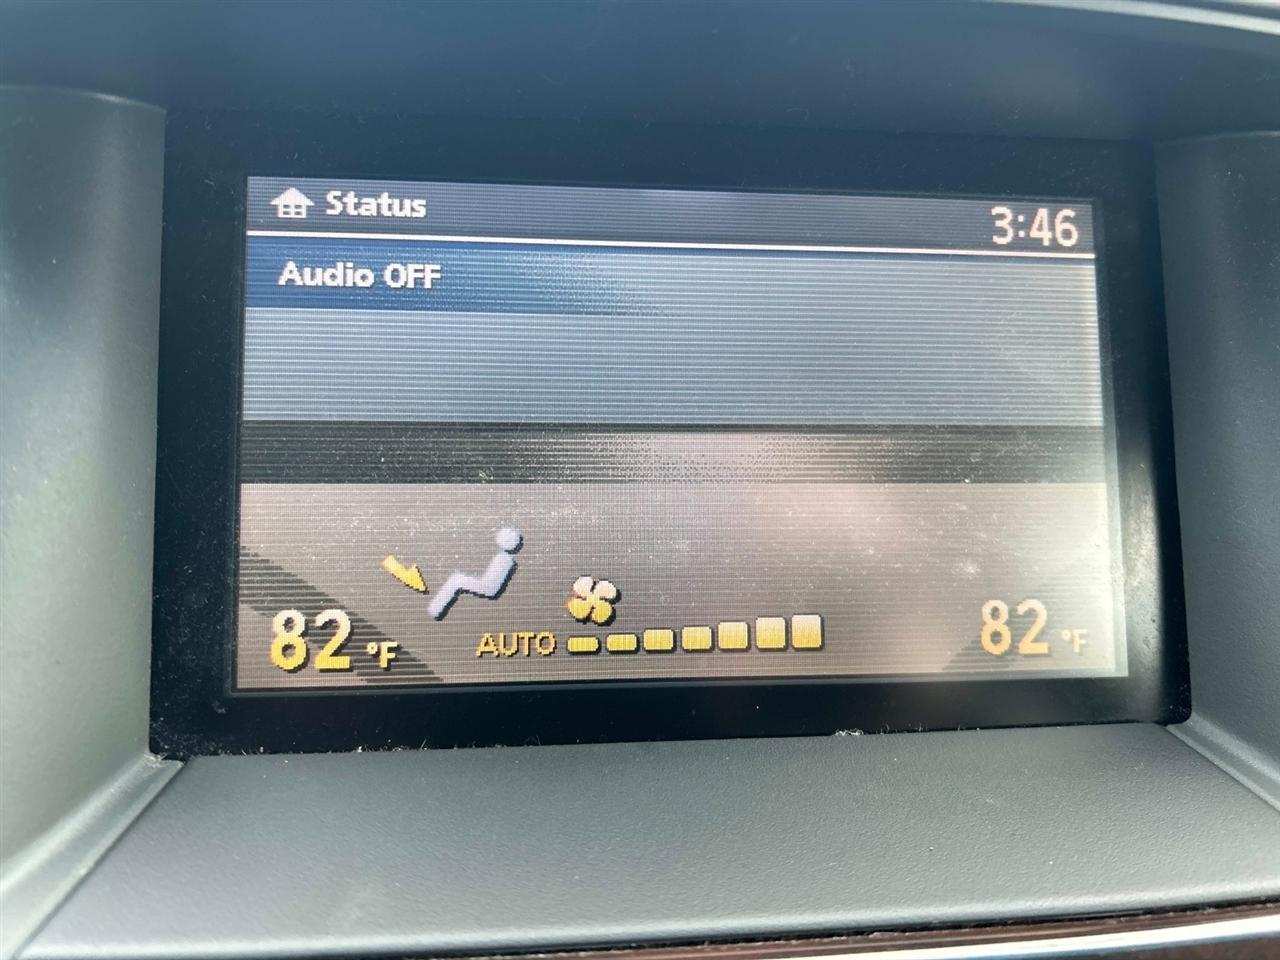 Status
3:46
Audio OFF
82 °F
AUTO
82 °F